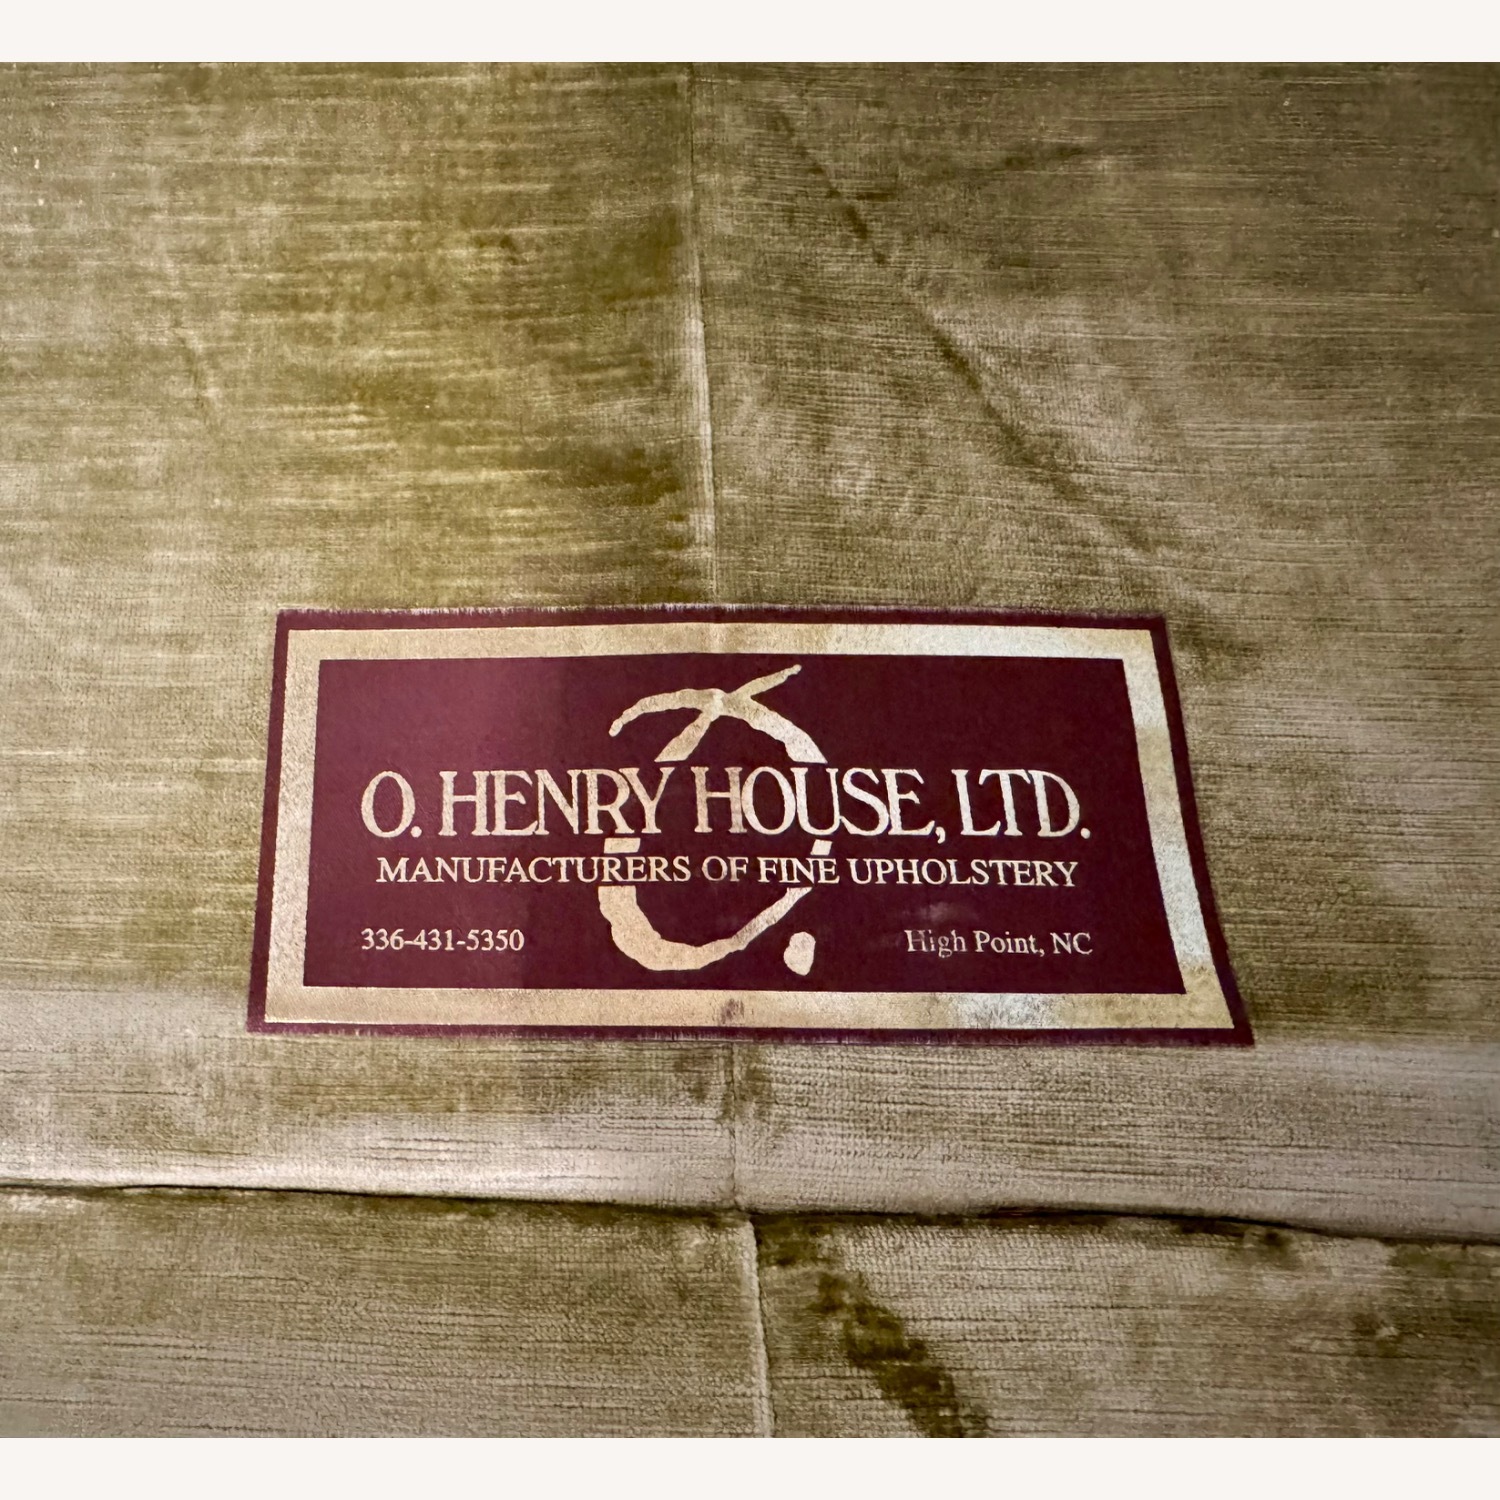 O. HENRY HOUSE, LTD.
MANUFACTURERS OF FINE UPHOLSTERY
336-431-5350 High Point, NC